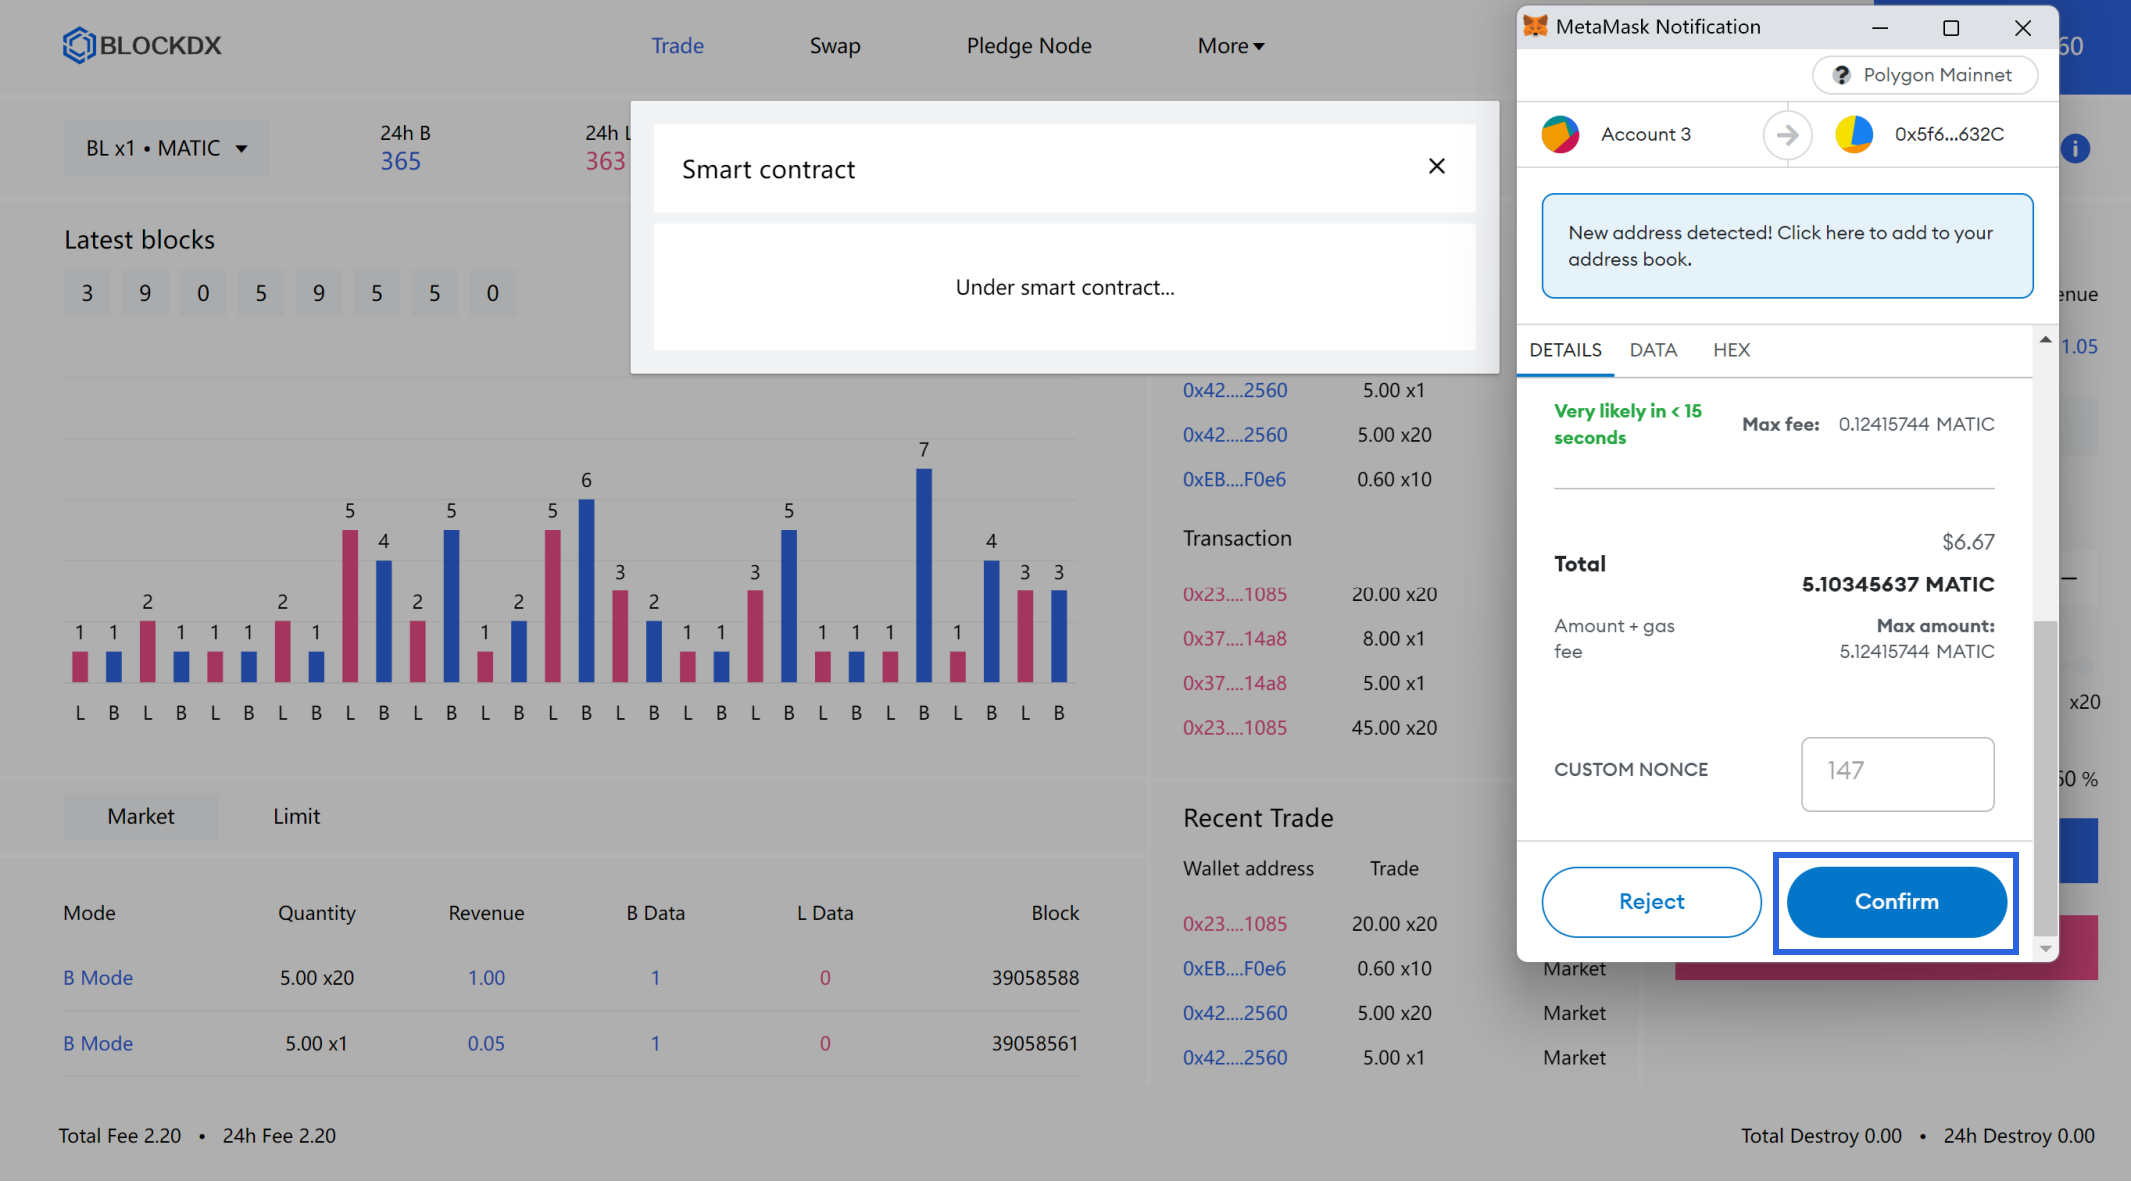 BLOCKDX
Trade
Swap
Pledge Node
More
60
BL x1 • MATIC
24h B
365
24h L
363
Latest blocks
3 9 0 5 9 5 5 0
1 1 2 1 1 1 2 1 5 4 2 5 1 2 5 6 3 2 1 1 3 5 1 1 1 7 1 4 3 3
L B L B L B L B L B L B L B L B L B L B L B L B L B L B L B
Market
Limit
Mode Quantity Revenue B Data L Data Block
B Mode 5.00 x20 1.00 1 0 39058588
B Mode 5.00 x1 0.05 1 0 39058561
Total Fee 2.20 • 24h Fee 2.20
Smart contract
Under smart contract...
0x42....2560 5.00 x1
0x42....2560 5.00 x20
0xEB....F0e6 0.60 x10
Transaction
0x23....1085 20.00 x20
0x37....14a8 8.00 x1
0x37....14a8 5.00 x1
0x23....1085 45.00 x20
Recent Trade
Wallet address Trade
0x23....1085 20.00 x20
0xEB....F0e6 0.60 x10 Market
0x42....2560 5.00 x20 Market
0x42....2560 5.00 x1 Market
MetaMask Notification
? Polygon Mainnet
Account 3
0x5f6...632C
New address detected! Click here to add to your
address book.
DETAILS DATA HEX
Very likely in < 15
seconds
Max fee: 0.12415744 MATIC
$6.67
Total
5.10345637 MATIC
Amount + gas
fee
Max amount:
5.12415744 MATIC
CUSTOM NONCE
147
Reject
Confirm
i
enue
1.05
x20
%
Total Destroy 0.00 • 24h Destroy 0.00